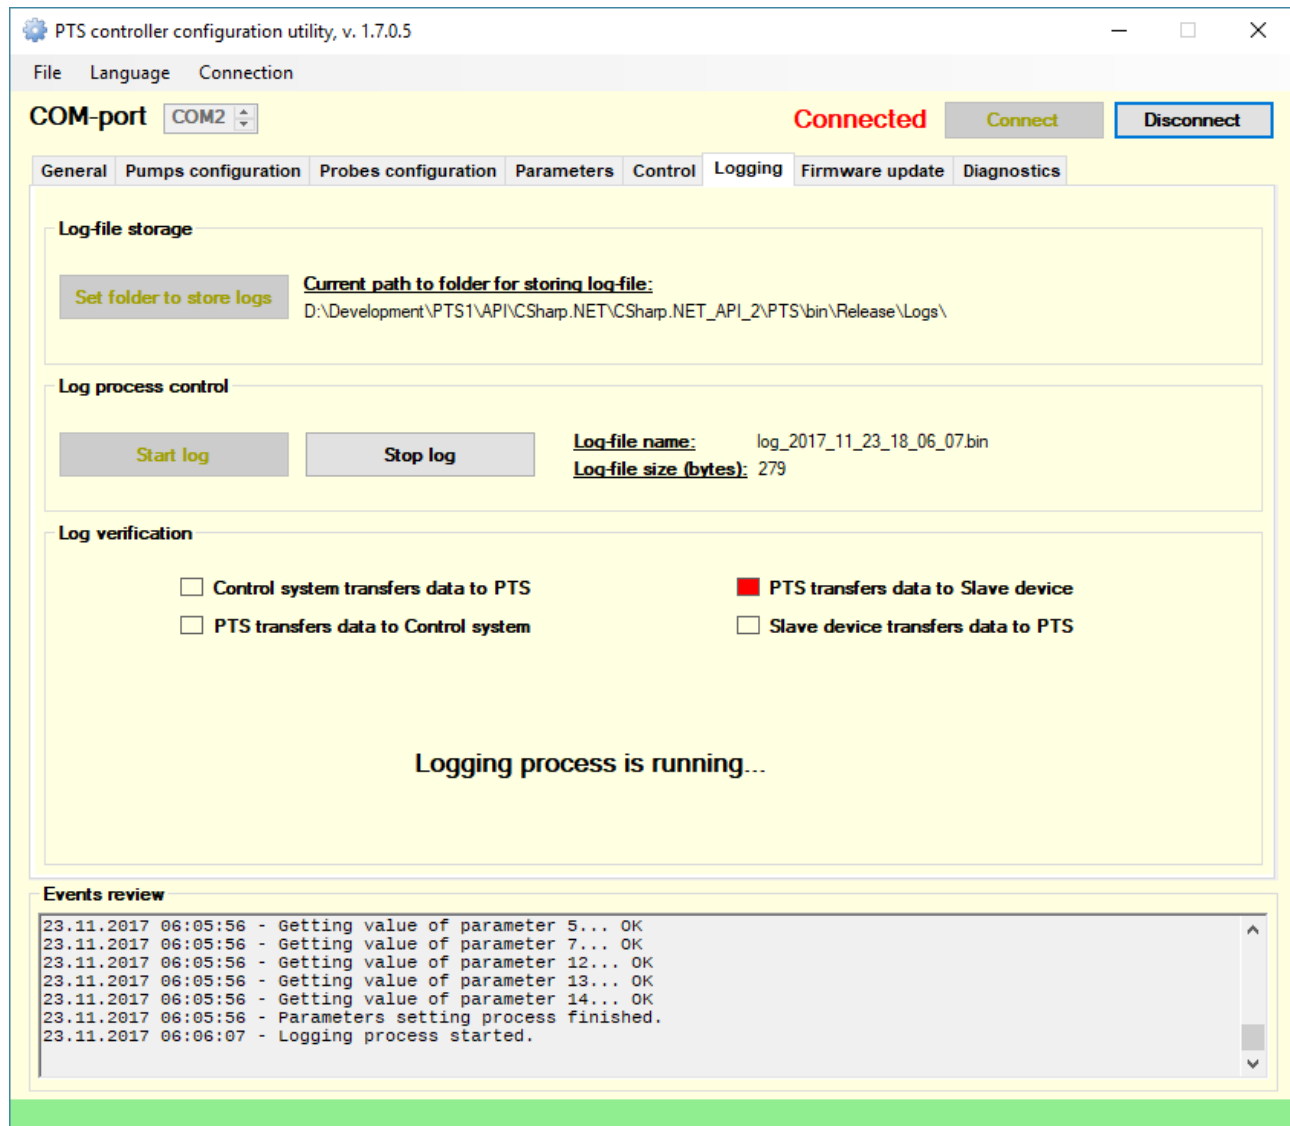 PTS controller configuration utility, v. 1.7.0.5
File Language Connection
COM-port COM2 Connected Connect Disconnect
General Pumps configuration Probes configuration Parameters Control Logging Firmware update Diagnostics
Log-file storage
Set folder to store logs
Current path to folder for storing log-file:
D:\Development\PTS1\API\CSharp.NET\CSharp.NET_API_2\PTS\bin\Release\Logs\
Log process control
Start log Stop log
Log-file name: log_2017_11_23_18_06_07.bin
Log-file size (bytes): 279
Log verification
Control system transfers data to PTS PTS transfers data to Slave device
PTS transfers data to Control system Slave device transfers data to PTS
Logging process is running...
Events review
23.11.2017 06:05:56 - Getting value of parameter 5... OK
23.11.2017 06:05:56 - Getting value of parameter 7... OK
23.11.2017 06:05:56 - Getting value of parameter 12... OK
23.11.2017 06:05:56 - Getting value of parameter 13... OK
23.11.2017 06:05:56 - Getting value of parameter 14... OK
23.11.2017 06:05:56 - Parameters setting process finished.
23.11.2017 06:06:07 - Logging process started.